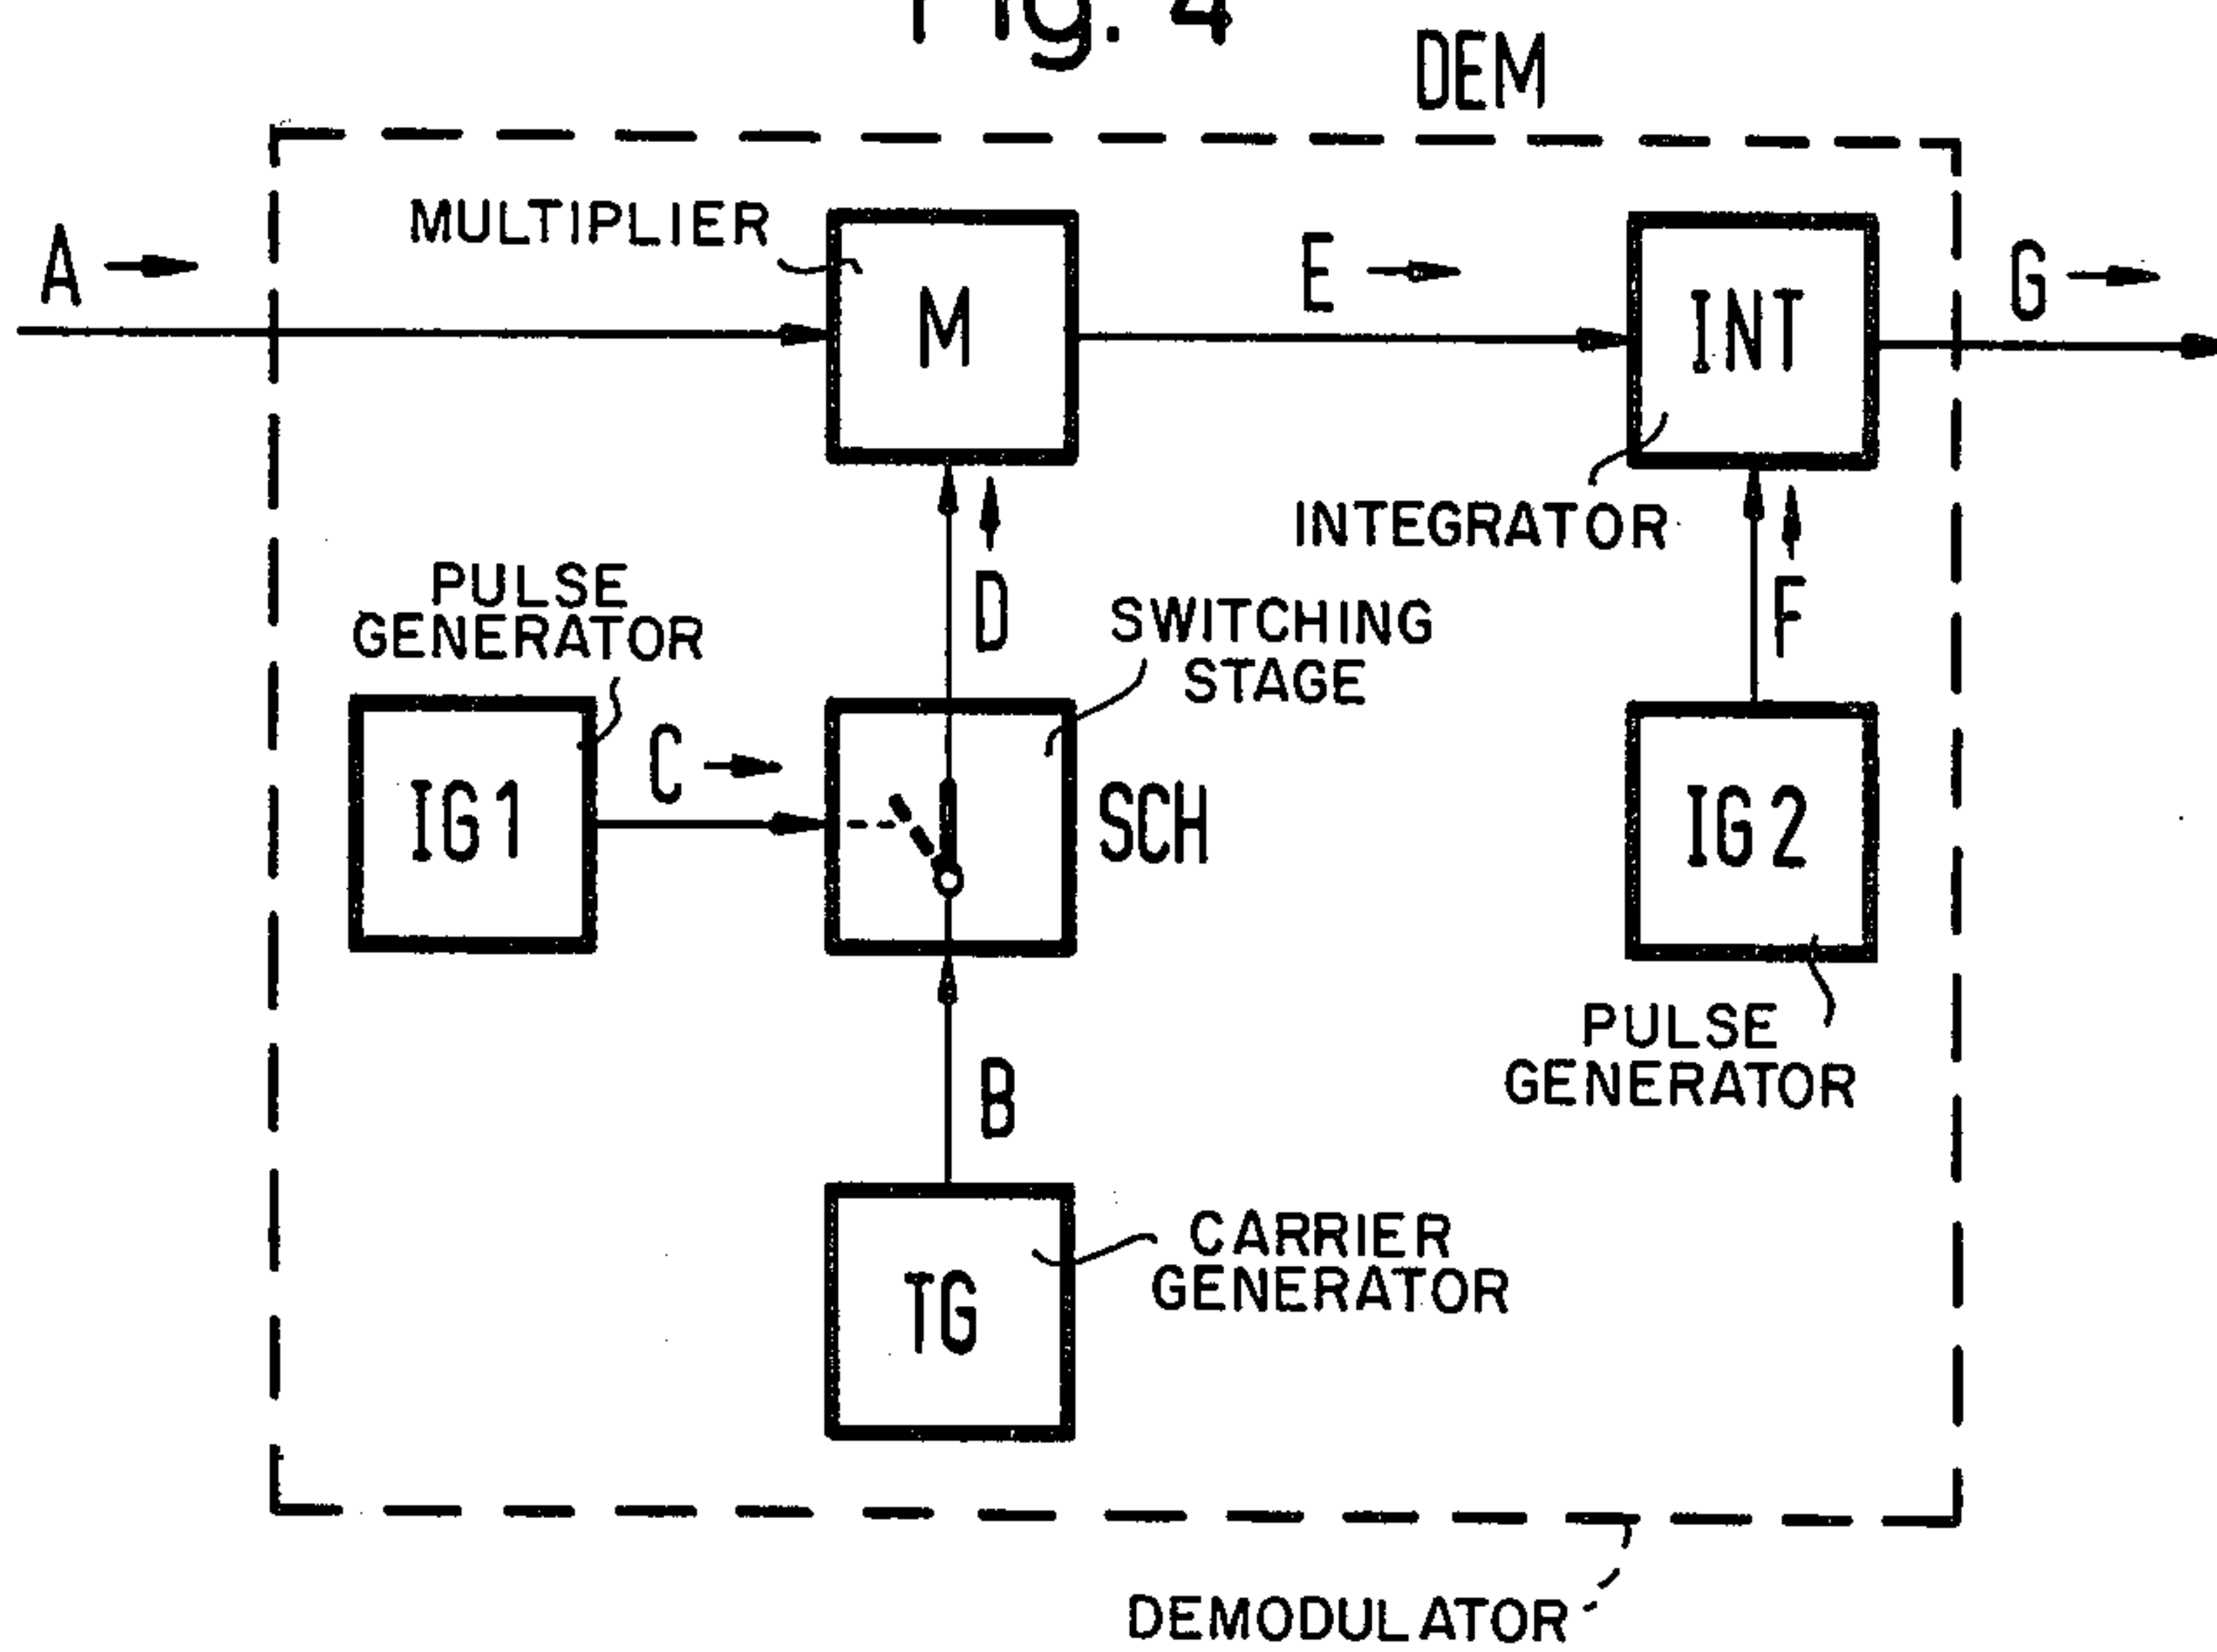 Fig. 4
DEM
MULTIPLIER
A
M
E
INT
G
INTEGRATOR
PULSE
GENERATOR
D
SWITCHING
STAGE
F
C
IG1
SCH
IG2
B
PULSE
GENERATOR
TG
CARRIER
GENERATOR
DEMODULATOR